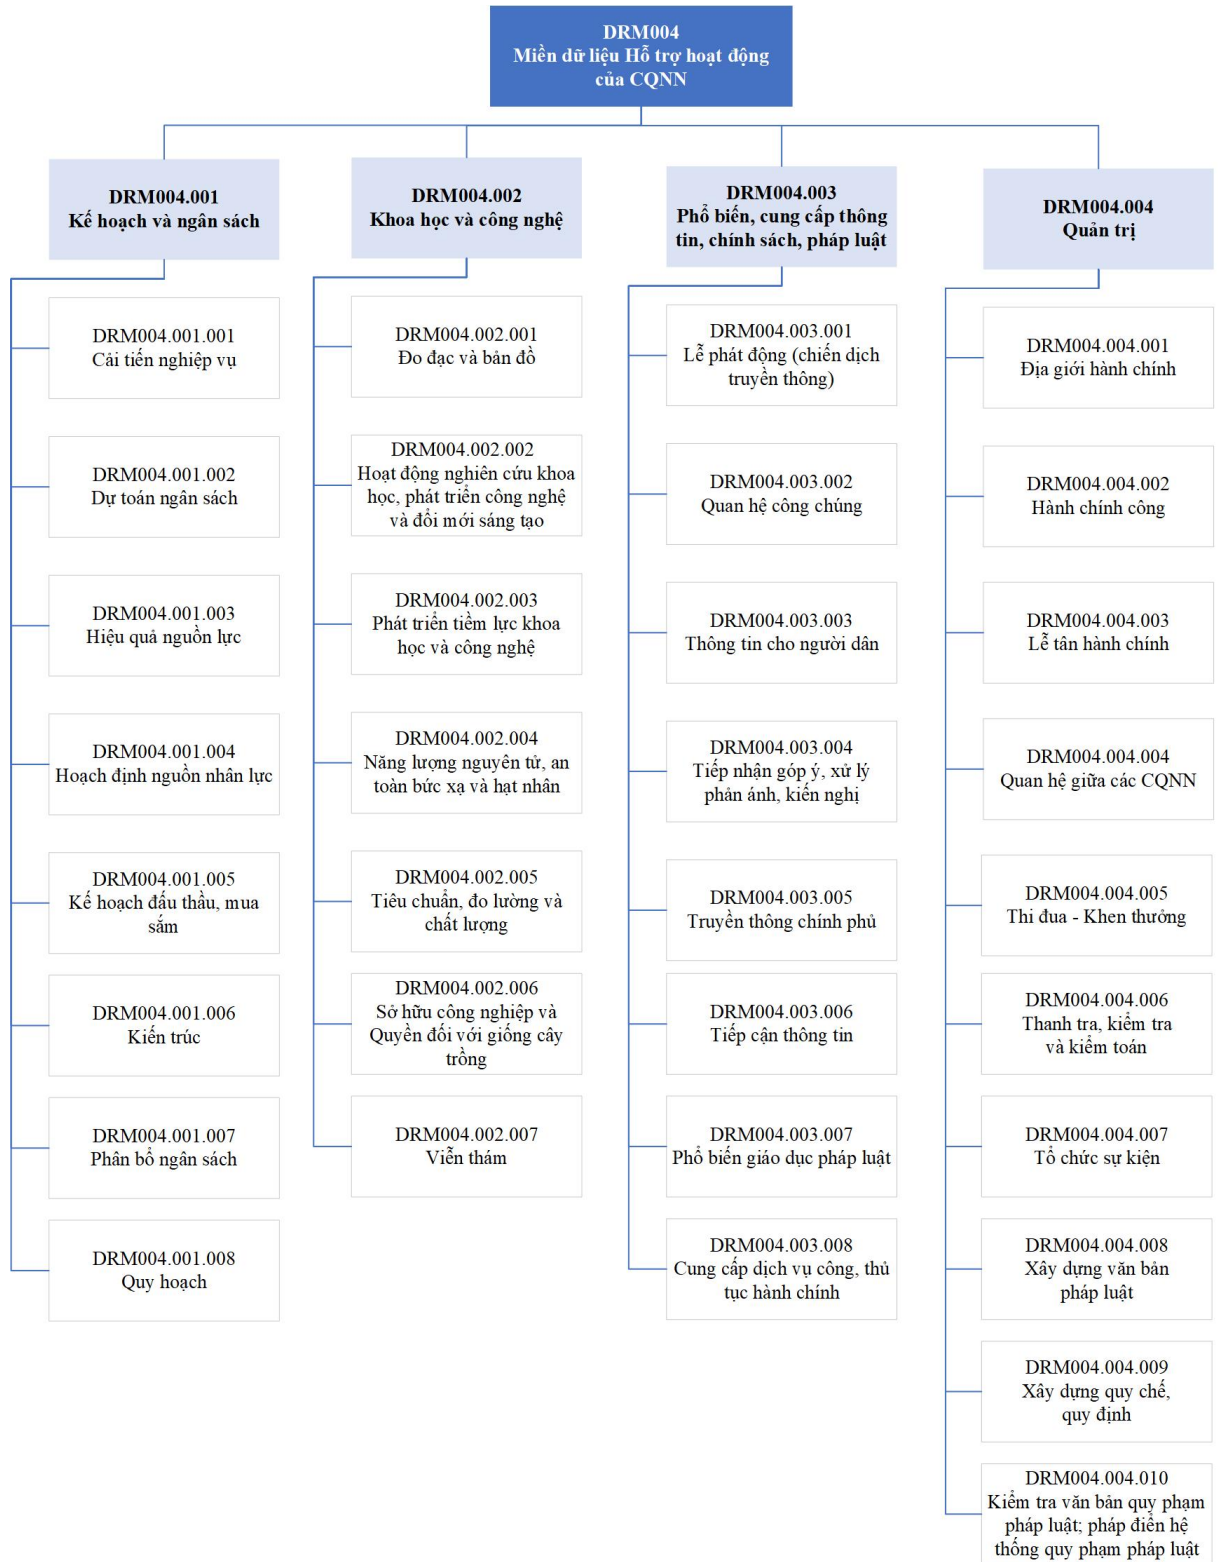 DRM004
Miền dữ liệu Hỗ trợ hoạt động
của CQNN
DRM004.001
Kế hoạch và ngân sách
DRM004.001.001
Cải tiến nghiệp vụ
DRM004.001.002
Dự toán ngân sách
DRM004.001.003
Hiệu quả nguồn lực
DRM004.001.004
Hoạch định nguồn nhân lực
DRM004.001.005
Kế hoạch đấu thầu, mua
sắm
DRM004.001.006
Kiến trúc
DRM004.001.007
Phân bổ ngân sách
DRM004.001.008
Quy hoạch
DRM004.002
Khoa học và công nghệ
DRM004.002.001
Đo đạc và bản đồ
DRM004.002.002
Hoạt động nghiên cứu khoa
học, phát triển công nghệ
và đổi mới sáng tạo
DRM004.002.003
Phát triển tiềm lực khoa
học và công nghệ
DRM004.002.004
Năng lượng nguyên tử, an
toàn bức xạ và hạt nhân
DRM004.002.005
Tiêu chuẩn, đo lường và
chất lượng
DRM004.002.006
Sở hữu công nghiệp và
Quyền đối với giống cây
trồng
DRM004.002.007
Viễn thám
DRM004.003
Phổ biến, cung cấp thông
tin, chính sách, pháp luật
DRM004.003.001
Lễ phát động (chiến dịch
truyền thông)
DRM004.003.002
Quan hệ công chúng
DRM004.003.003
Thông tin cho người dân
DRM004.003.004
Tiếp nhận góp ý, xử lý
phản ánh, kiến nghị
DRM004.003.005
Truyền thông chính phủ
DRM004.003.006
Tiếp cận thông tin
DRM004.003.007
Phổ biến giáo dục pháp luật
DRM004.003.008
Cung cấp dịch vụ công, thủ
tục hành chính
DRM004.004
Quản trị
DRM004.004.001
Địa giới hành chính
DRM004.004.002
Hành chính công
DRM004.004.003
Lễ tân hành chính
DRM004.004.004
Quan hệ giữa các CQNN
DRM004.004.005
Thi đua - Khen thưởng
DRM004.004.006
Thanh tra, kiểm tra
và kiểm toán
DRM004.004.007
Tổ chức sự kiện
DRM004.004.008
Xây dựng văn bản
pháp luật
DRM004.004.009
Xây dựng quy chế,
quy định
DRM004.004.010
Kiểm tra văn bản quy phạm
pháp luật; pháp điển hệ
thống quy phạm pháp luật